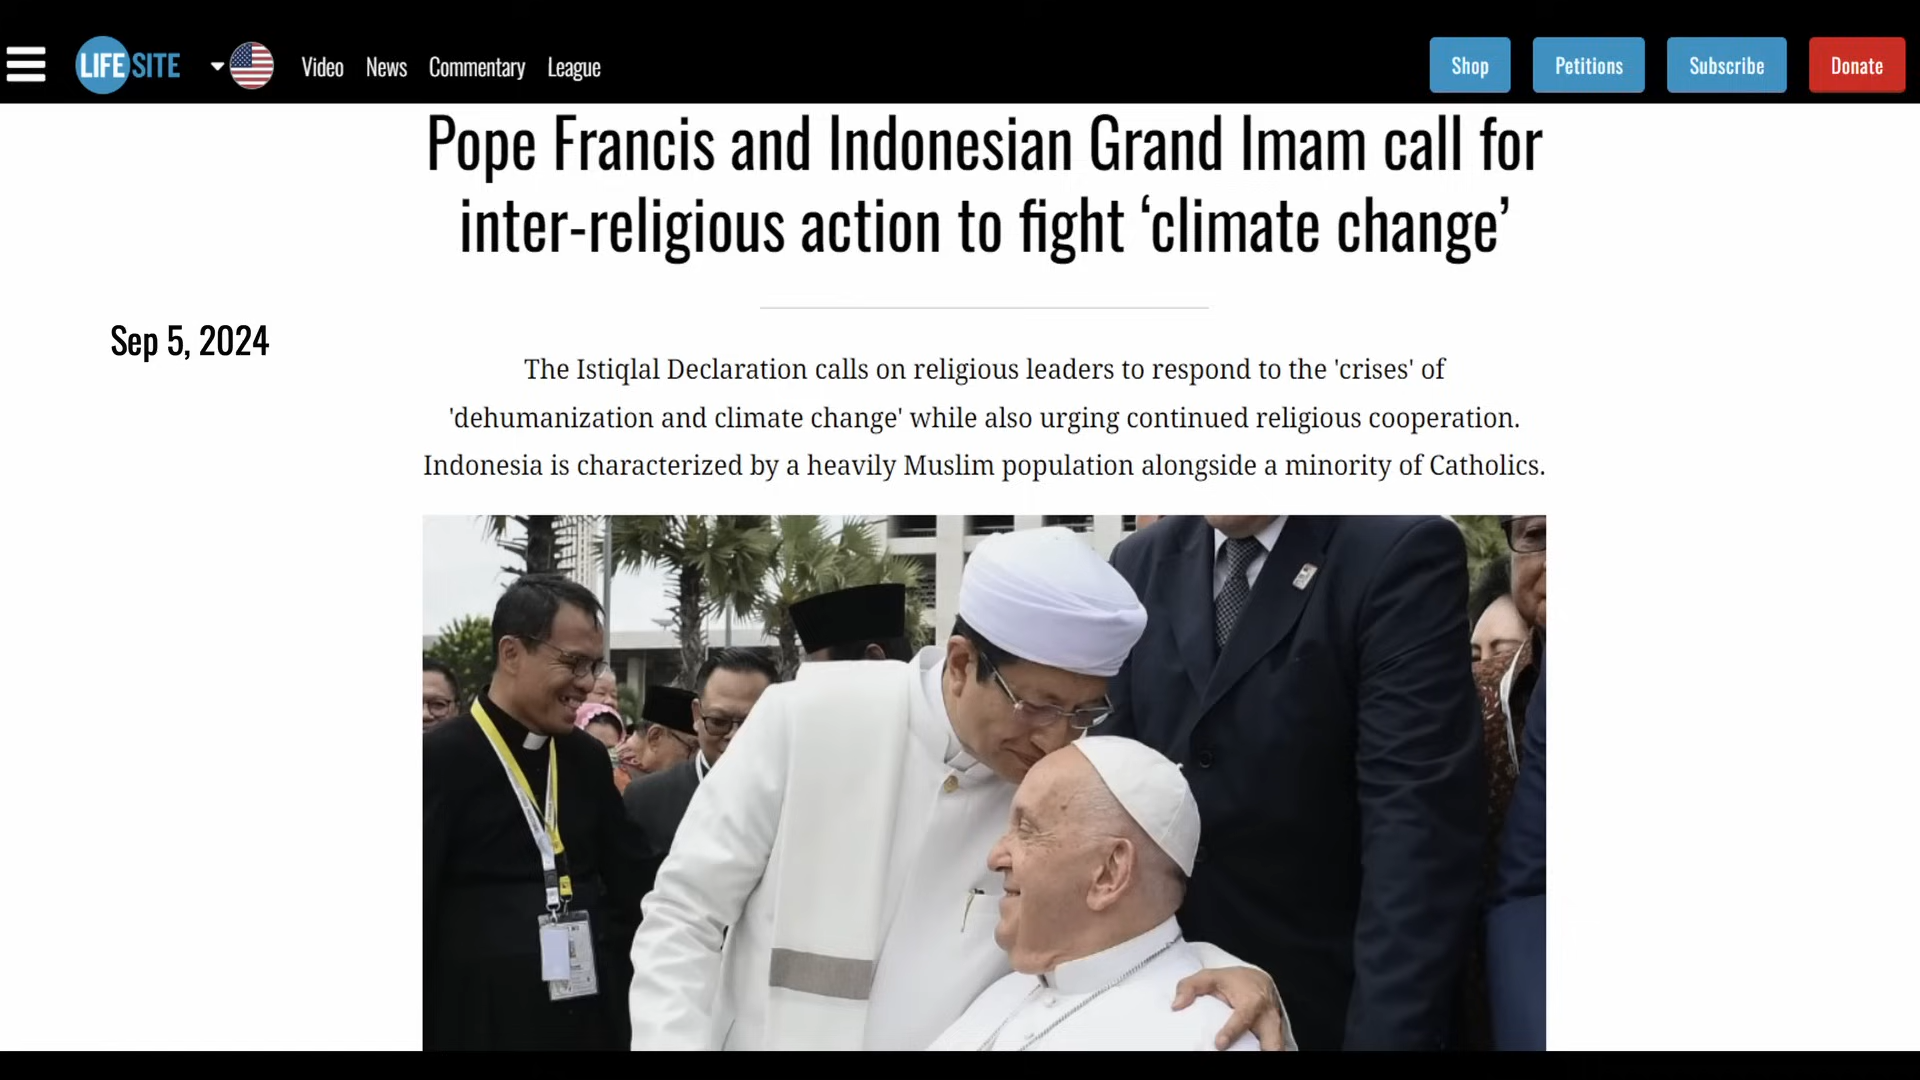 LIFESITE
Video News Commentary League
Shop Petitions Subscribe Donate
Pope Francis and Indonesian Grand Imam call for
inter-religious action to fight ‘climate change’
Sep 5, 2024
The Istiqlal Declaration calls on religious leaders to respond to the 'crises' of
'dehumanization and climate change' while also urging continued religious cooperation.
Indonesia is characterized by a heavily Muslim population alongside a minority of Catholics.